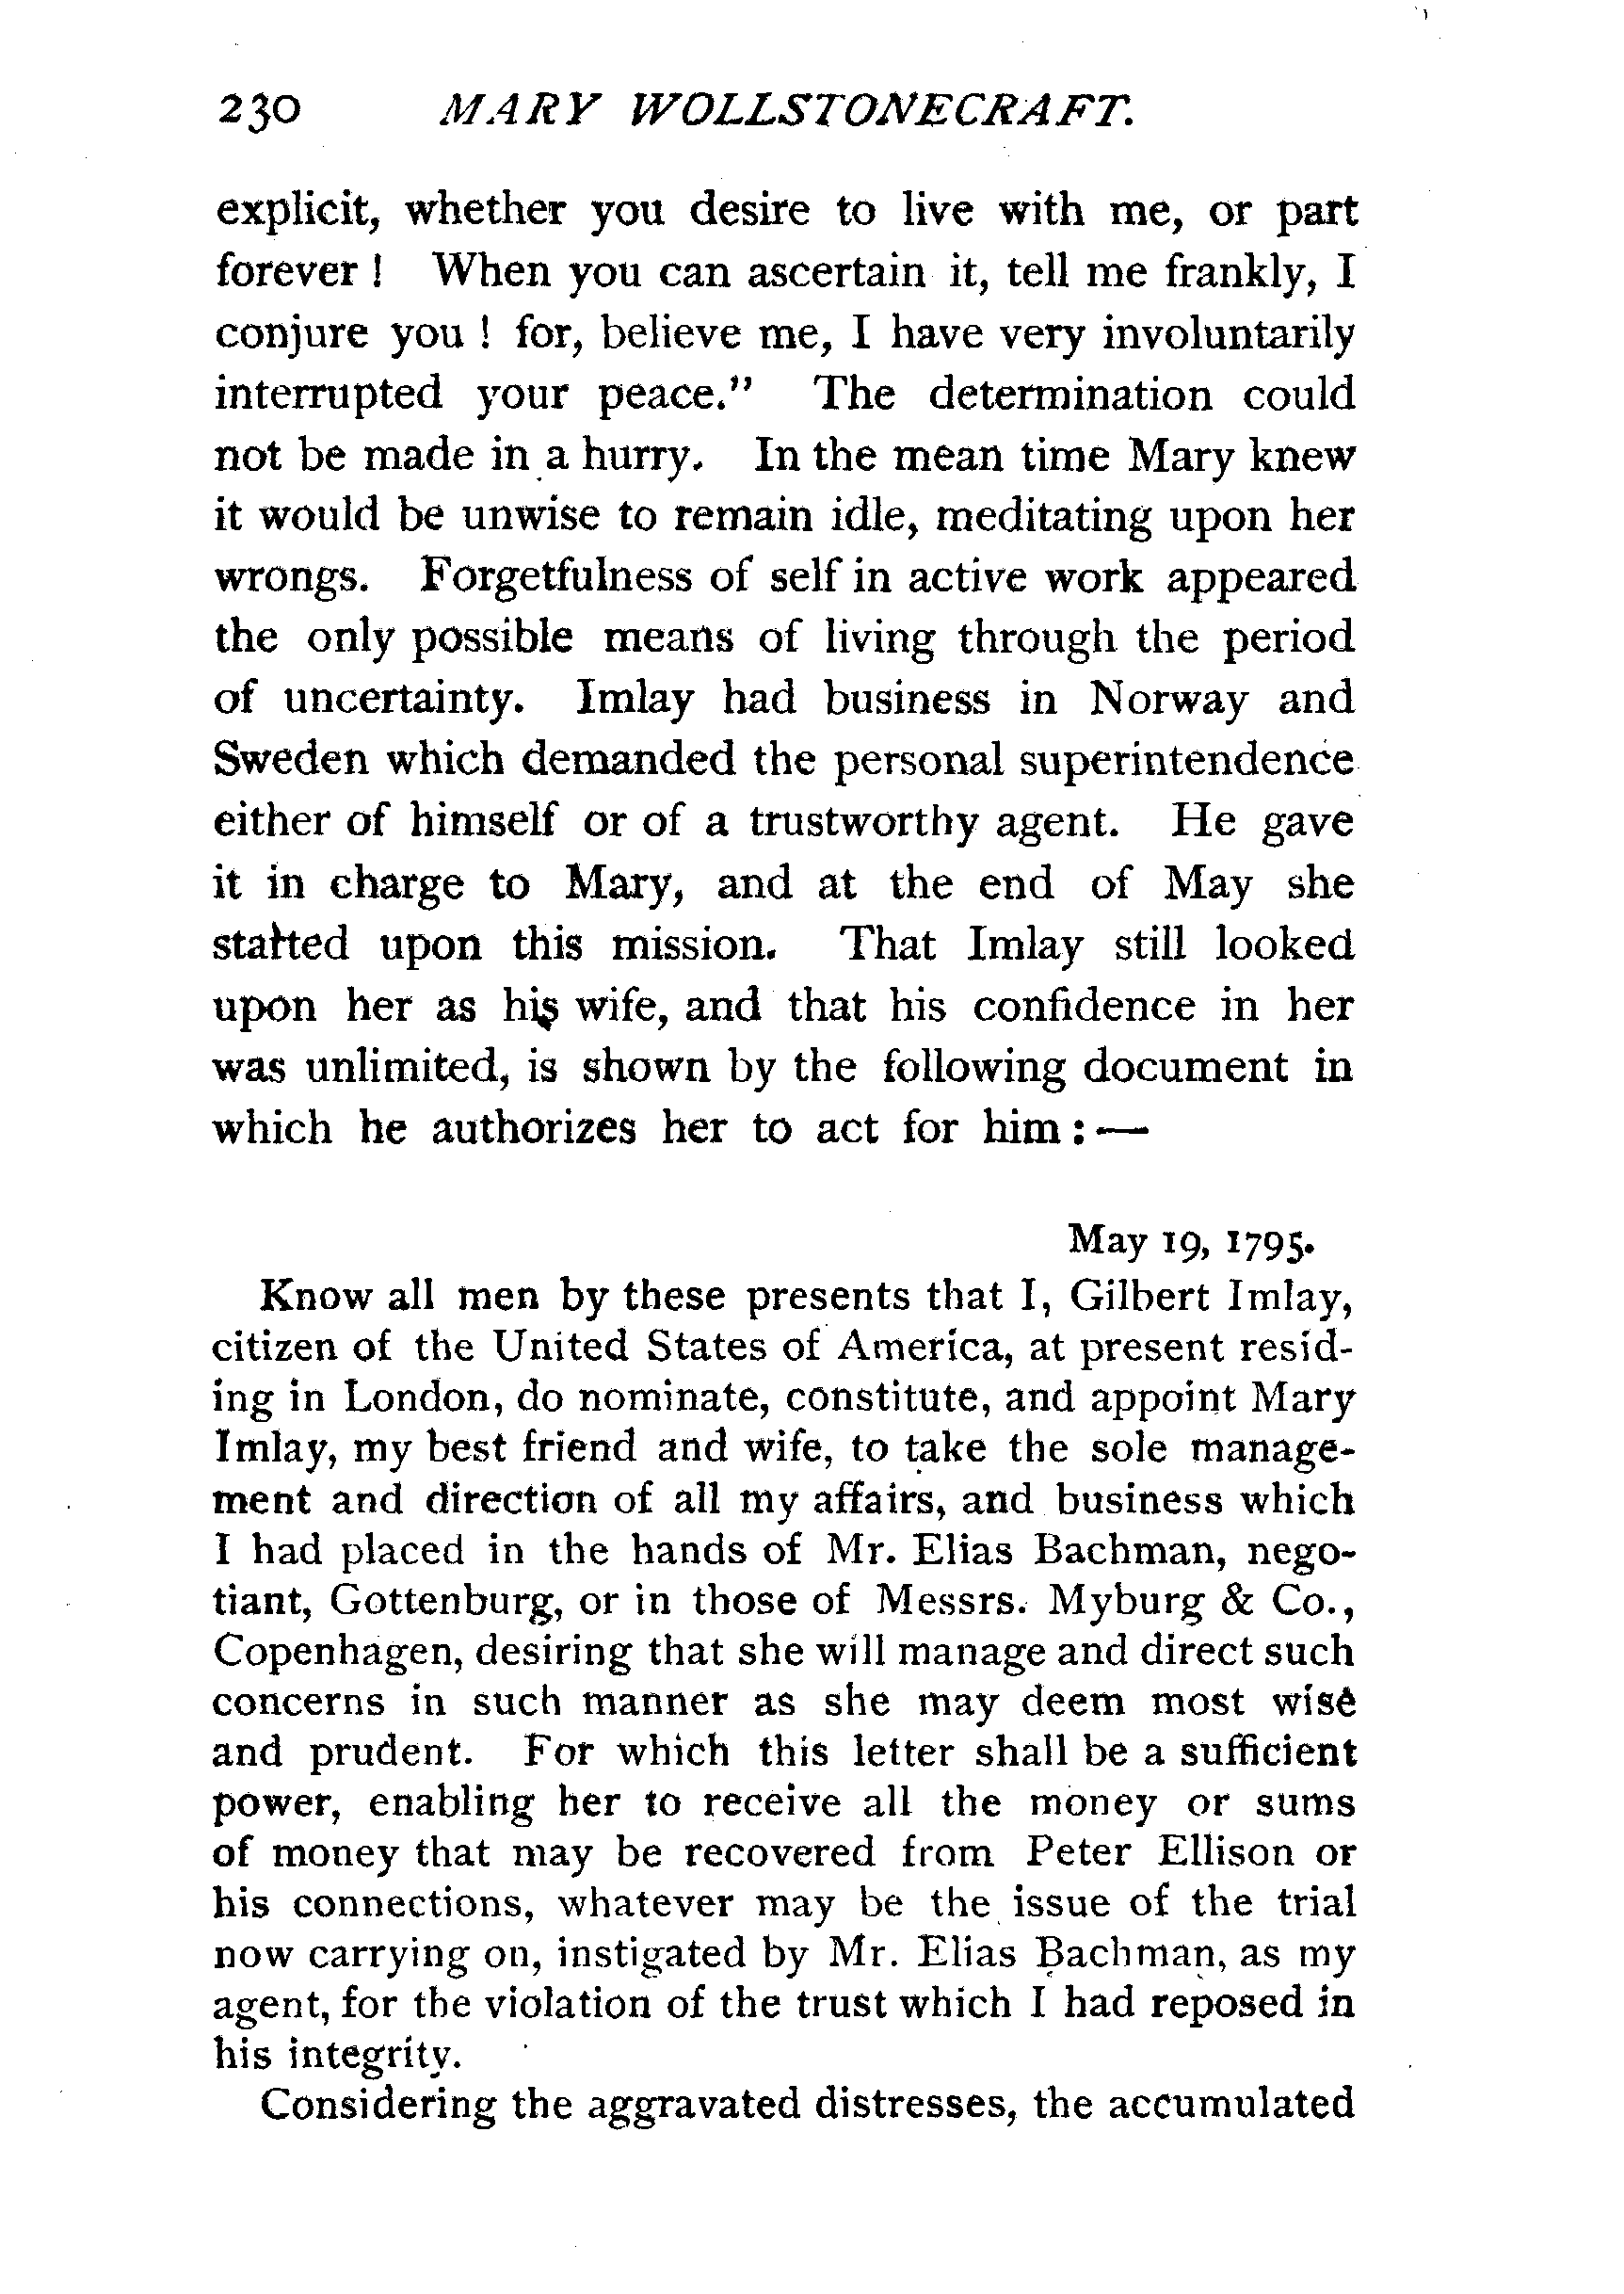 230 MARY WOLLSTONECRAFT.
explicit, whether you desire to live with me, or part
forever! When you can ascertain it, tell me frankly, I
conjure you! for, believe me, I have very involuntarily
interrupted your peace." The determination could
not be made in a hurry. In the mean time Mary knew
it would be unwise to remain idle, meditating upon her
wrongs. Forgetfulness of self in active work appeared
the only possible means of living through the period
of uncertainty. Imlay had business in Norway and
Sweden which demanded the personal superintendence
either of himself or of a trustworthy agent. He gave
it in charge to Mary, and at the end of May she
started upon this mission. That Imlay still looked
upon her as his wife, and that his confidence in her
was unlimited, is shown by the following document in
which he authorizes her to act for him:—
May 19, 1795.
Know all men by these presents that I, Gilbert Imlay,
citizen of the United States of America, at present resid-
ing in London, do nominate, constitute, and appoint Mary
Imlay, my best friend and wife, to take the sole manage-
ment and direction of all my affairs, and business which
I had placed in the hands of Mr. Elias Bachman, nego-
tiant, Gottenburg, or in those of Messrs. Myburg & Co.,
Copenhagen, desiring that she will manage and direct such
concerns in such manner as she may deem most wise
and prudent. For which this letter shall be a sufficient
power, enabling her to receive all the money or sums
of money that may be recovered from Peter Ellison or
his connections, whatever may be the issue of the trial
now carrying on, instigated by Mr. Elias Bachman, as my
agent, for the violation of the trust which I had reposed in
his integrity.
Considering the aggravated distresses, the accumulated